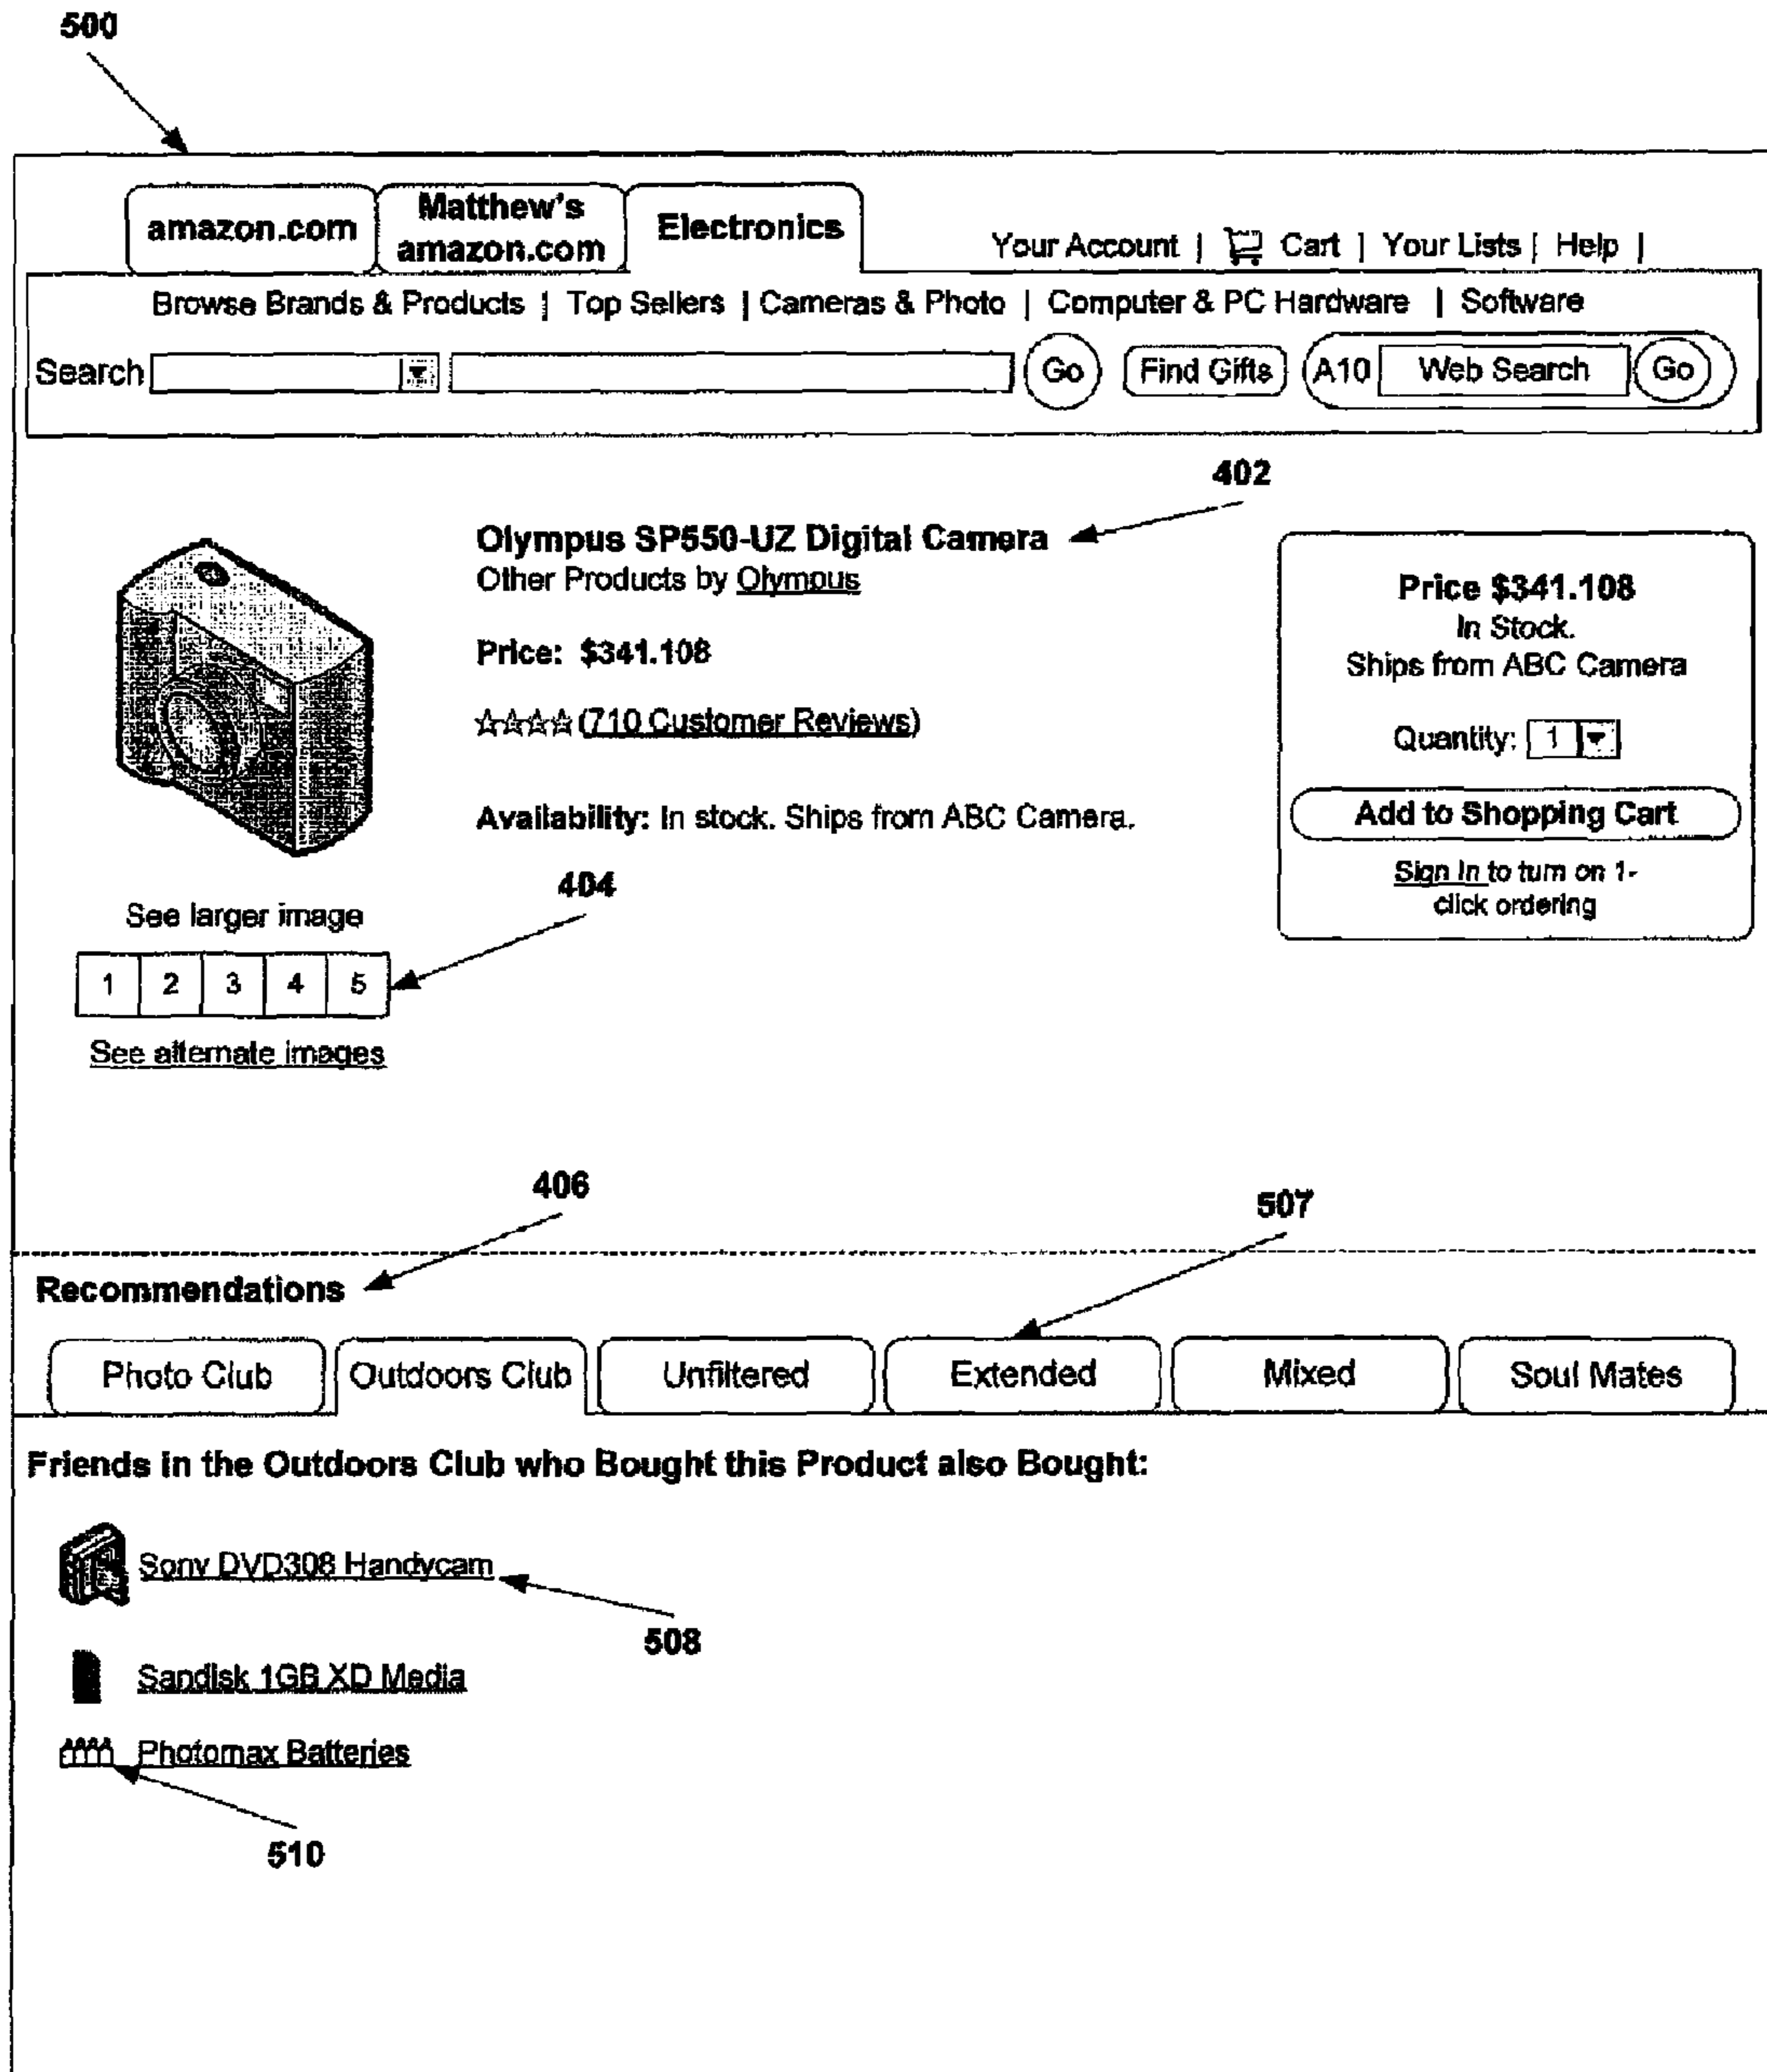 500
amazon.com
Matthew's
amazon.com
Electronics
Your Account | Cart | Your Lists | Help |
Browse Brands & Products | Top Sellers | Cameras & Photo | Computer & PC Hardware | Software
Search
Go
Find Gifts
A10
Web Search
Go
402
Olympus SP550-UZ Digital Camera
Other Products by Olympus
Price: $341.108
☆☆☆☆ (710 Customer Reviews)
Availability: In stock. Ships from ABC Camera.
Price $341.108
In Stock.
Ships from ABC Camera
Quantity: 1
Add to Shopping Cart
Sign In to turn on 1-
click ordering
404
See larger image
1 2 3 4 5
See alternate images
406
507
Recommendations
Photo Club
Outdoors Club
Unfiltered
Extended
Mixed
Soul Mates
Friends in the Outdoors Club who Bought this Product also Bought:
Sony DVD308 Handycam
508
Sandisk 1GB XD Media
Photomax Batteries
510